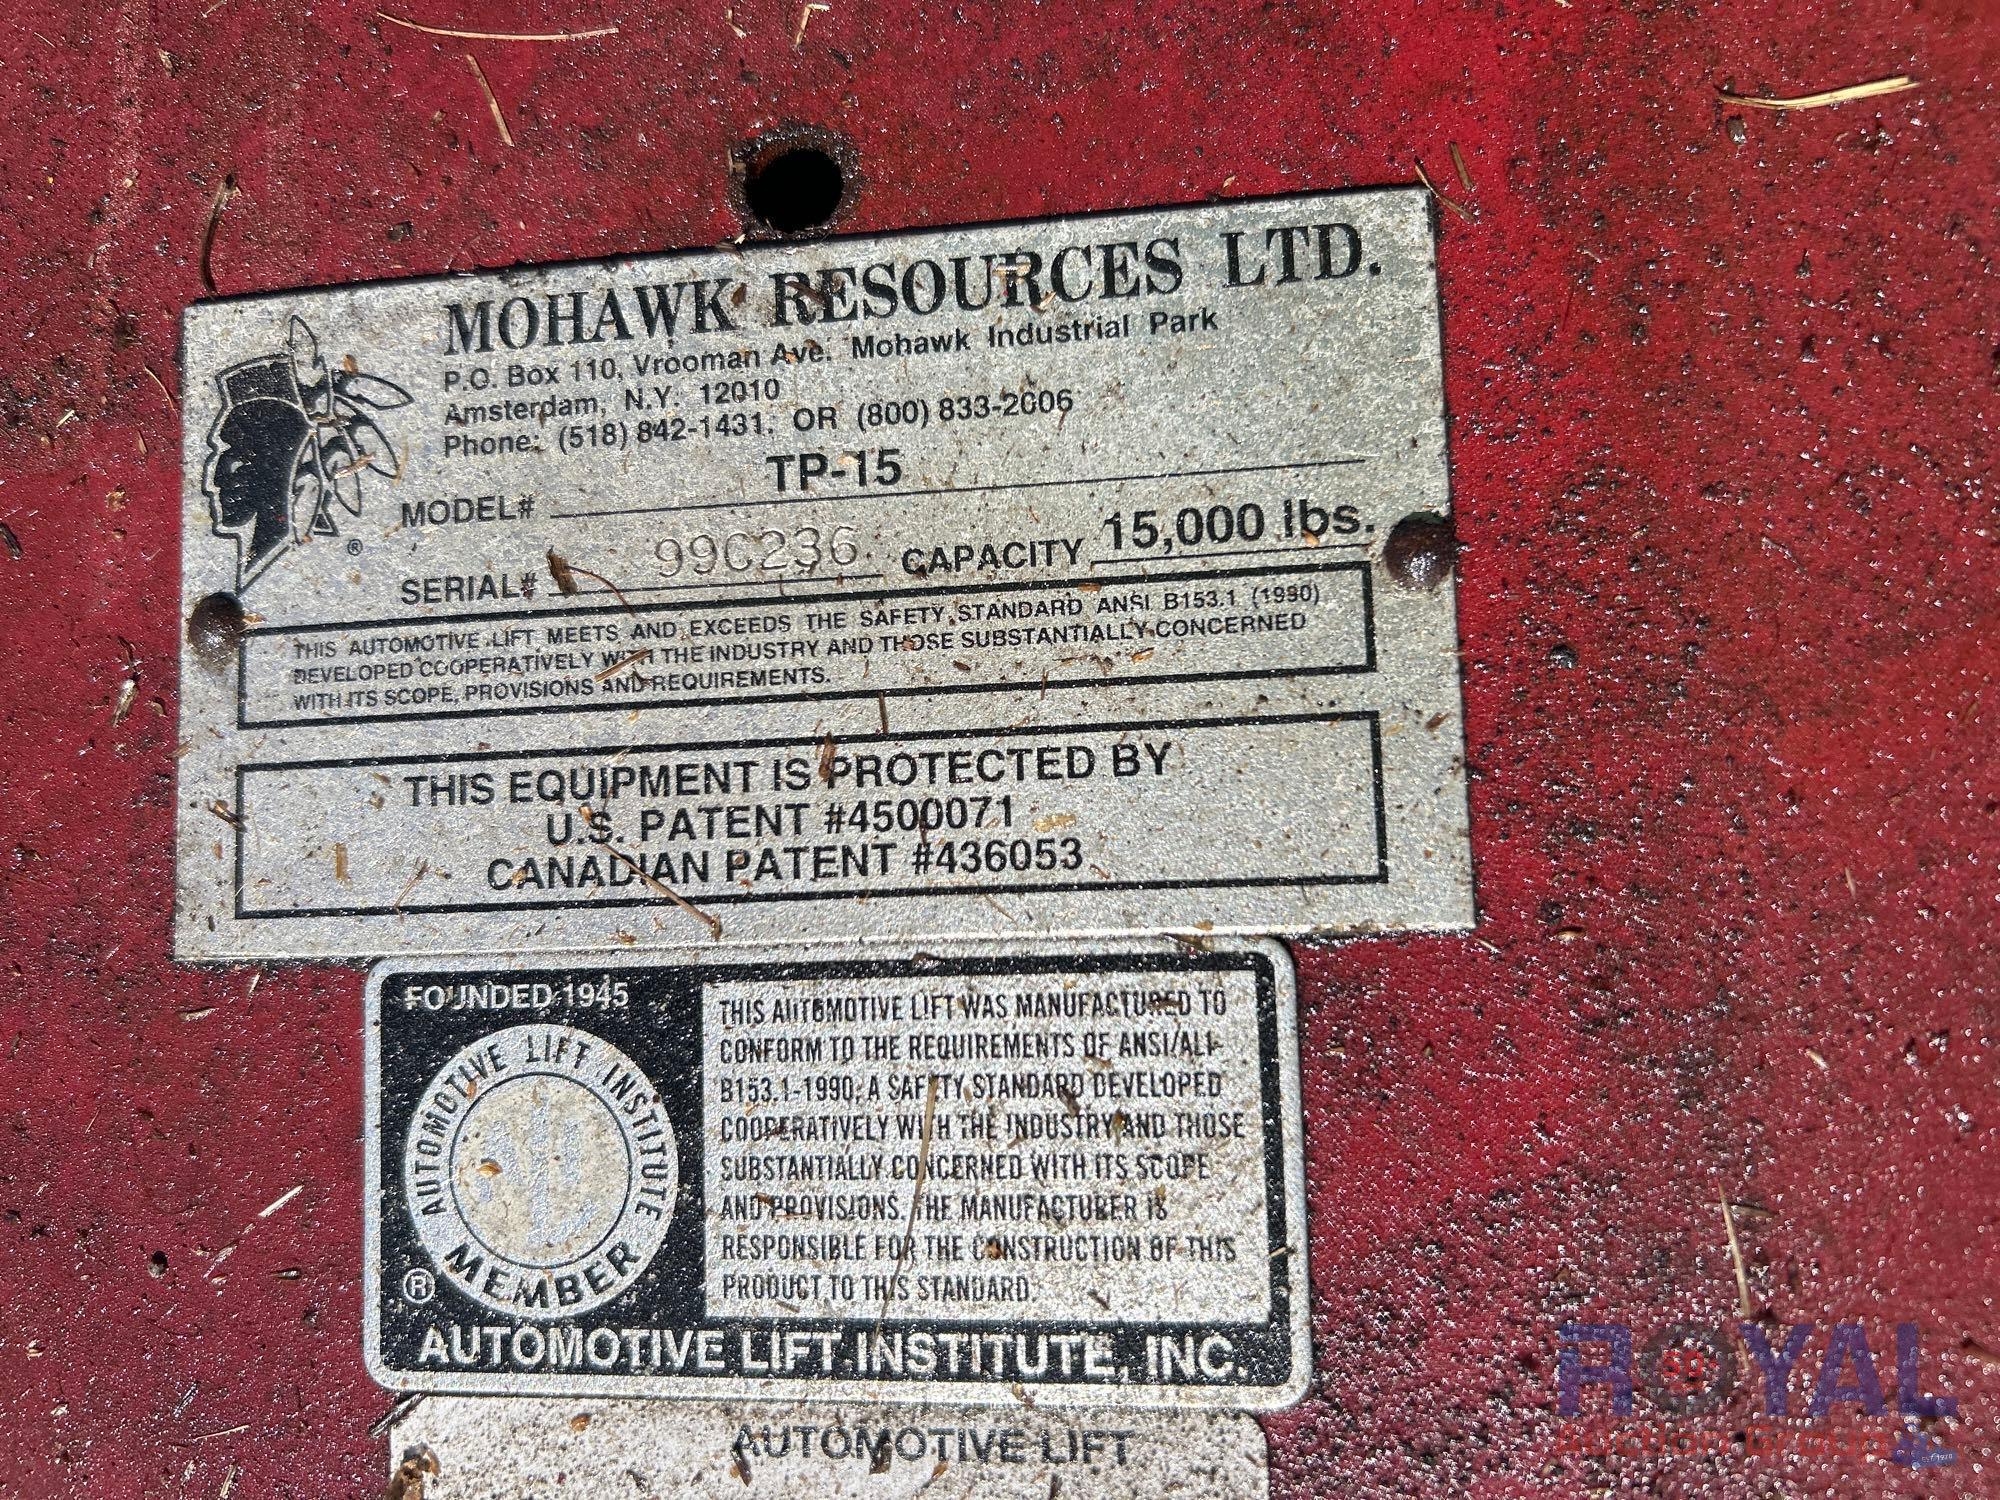 MOHAWK RESOURCES LTD.
P.O. Box 110, Vrooman Ave. Mohawk Industrial Park
Amsterdam, N.Y. 12010
Phone: (518) 842-1431. OR (800) 833-2006
MODEL# TP-15
SERIAL# 99C236 CAPACITY 15,000 lbs.
®
THIS AUTOMOTIVE LIFT MEETS AND EXCEEDS THE SAFETY STANDARD ANSI B153.1 (1990)
DEVELOPED COOPERATIVELY WITH THE INDUSTRY AND THOSE SUBSTANTIALLY CONCERNED
WITH ITS SCOPE, PROVISIONS AND REQUIREMENTS.
THIS EQUIPMENT IS PROTECTED BY
U.S. PATENT #4500071
CANADIAN PATENT #436053
FOUNDED 1945
AUTOMOTIVE LIFT INSTITUTE
ALI
MEMBER
®
THIS AUTOMOTIVE LIFT WAS MANUFACTURED TO
CONFORM TO THE REQUIREMENTS OF ANSI/ALI-
B153.1-1990, A SAFETY STANDARD DEVELOPED
COOPERATIVELY WITH THE INDUSTRY AND THOSE
SUBSTANTIALLY CONCERNED WITH ITS SCOPE
AND PROVISIONS. THE MANUFACTURER IS
RESPONSIBLE FOR THE CONSTRUCTION OF THIS
PRODUCT TO THIS STANDARD.
AUTOMOTIVE LIFT INSTITUTE, INC.
AUTOMOTIVE LIFT
ROYAL
Auction Group